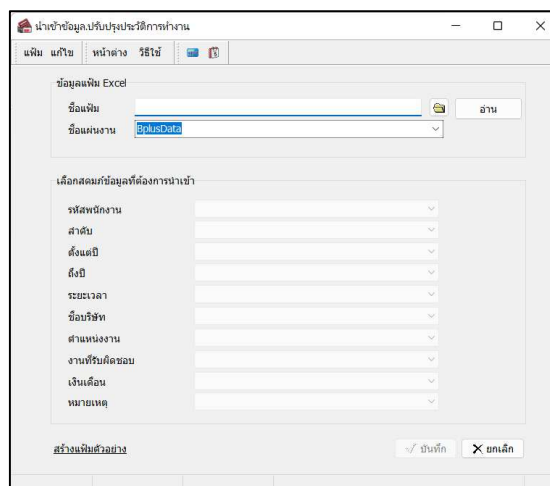 นำเข้าข้อมูล.ปรับปรุงประวัติการทำงาน
แฟ้ม แก้ไข หน้าต่าง วิธีใช้
ข้อมูลแฟ้ม Excel
ชื่อแฟ้ม อ่าน
ชื่อแผ่นงาน BplusData
เลือกสดมภ์ข้อมูลที่ต้องการนำเข้า
รหัสพนักงาน
ลำดับ
ตั้งแต่ปี
ถึงปี
ระยะเวลา
ชื่อบริษัท
ตำแหน่งงาน
งานที่รับผิดชอบ
เงินเดือน
หมายเหตุ
สร้างแฟ้มตัวอย่าง บันทึก ยกเลิก